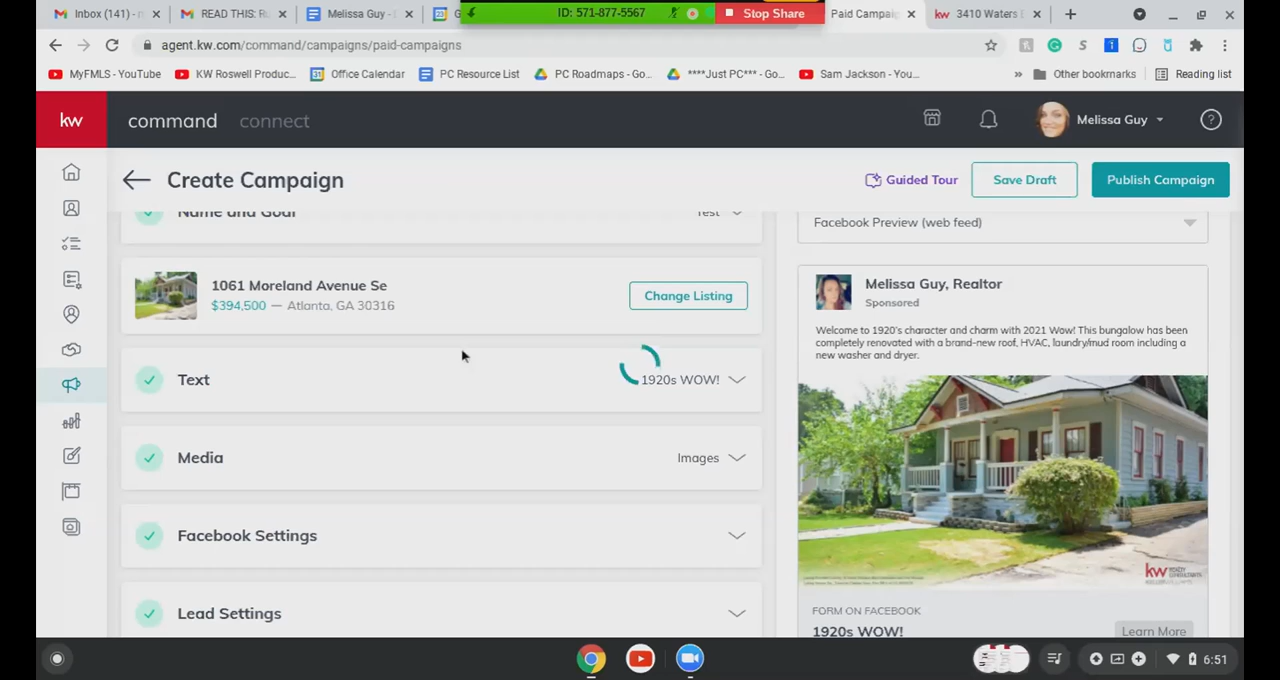 Inbox (141) - n
READ THIS: R
Melissa Guy -
ID: 571-877-5567
Stop Share
Paid Campaig
3410 Waters
agent.kw.com/command/campaigns/paid-campaigns
MyFMLS - YouTube
KW Roswell Produc...
Office Calendar
PC Resource List
PC Roadmaps - Go...
****Just PC*** - Go...
Sam Jackson - You...
»
Other bookmarks
Reading list
kw
command
connect
Melissa Guy
Create Campaign
Guided Tour
Save Draft
Publish Campaign
Name and Goal
Test
Facebook Preview (web feed)
1061 Moreland Avenue Se
$394,500 — Atlanta, GA 30316
Change Listing
Melissa Guy, Realtor
Sponsored
Welcome to 1920's character and charm with 2021 Wow! This bungalow has been
completely renovated with a brand-new roof, HVAC, laundry/mud room including a
new washer and dryer.
Text
1920s WOW!
Media
Images
Facebook Settings
Lead Settings
kw
FORM ON FACEBOOK
1920s WOW!
Learn More
6:51